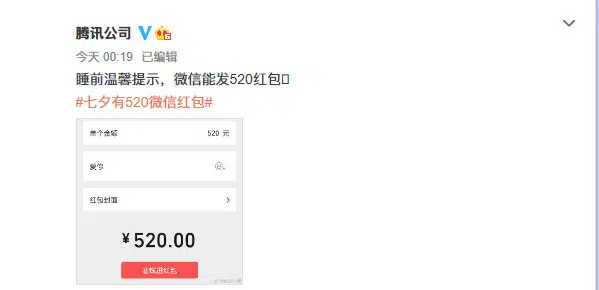 腾讯公司
今天 00:19 已编辑
睡前温馨提示，微信能发520红包
#七夕有520微信红包#
单个金额 520 元
爱你
红包封面
¥520.00
塞钱进红包